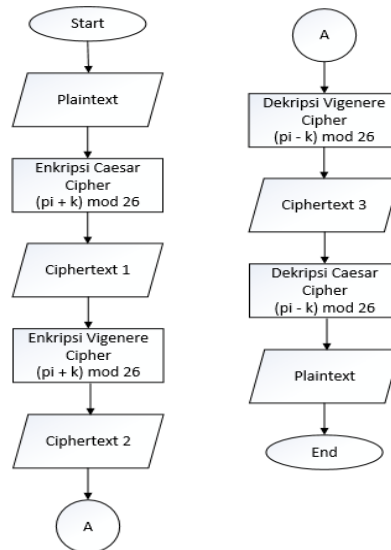 Start
Plaintext
Enkripsi Caesar
Cipher
(pi + k) mod 26
Ciphertext 1
Enkripsi Vigenere
Cipher
(pi + k) mod 26
Ciphertext 2
A
A
Dekripsi Vigenere
Cipher
(pi - k) mod 26
Ciphertext 3
Dekripsi Caesar
Cipher
(pi - k) mod 26
Plaintext
End